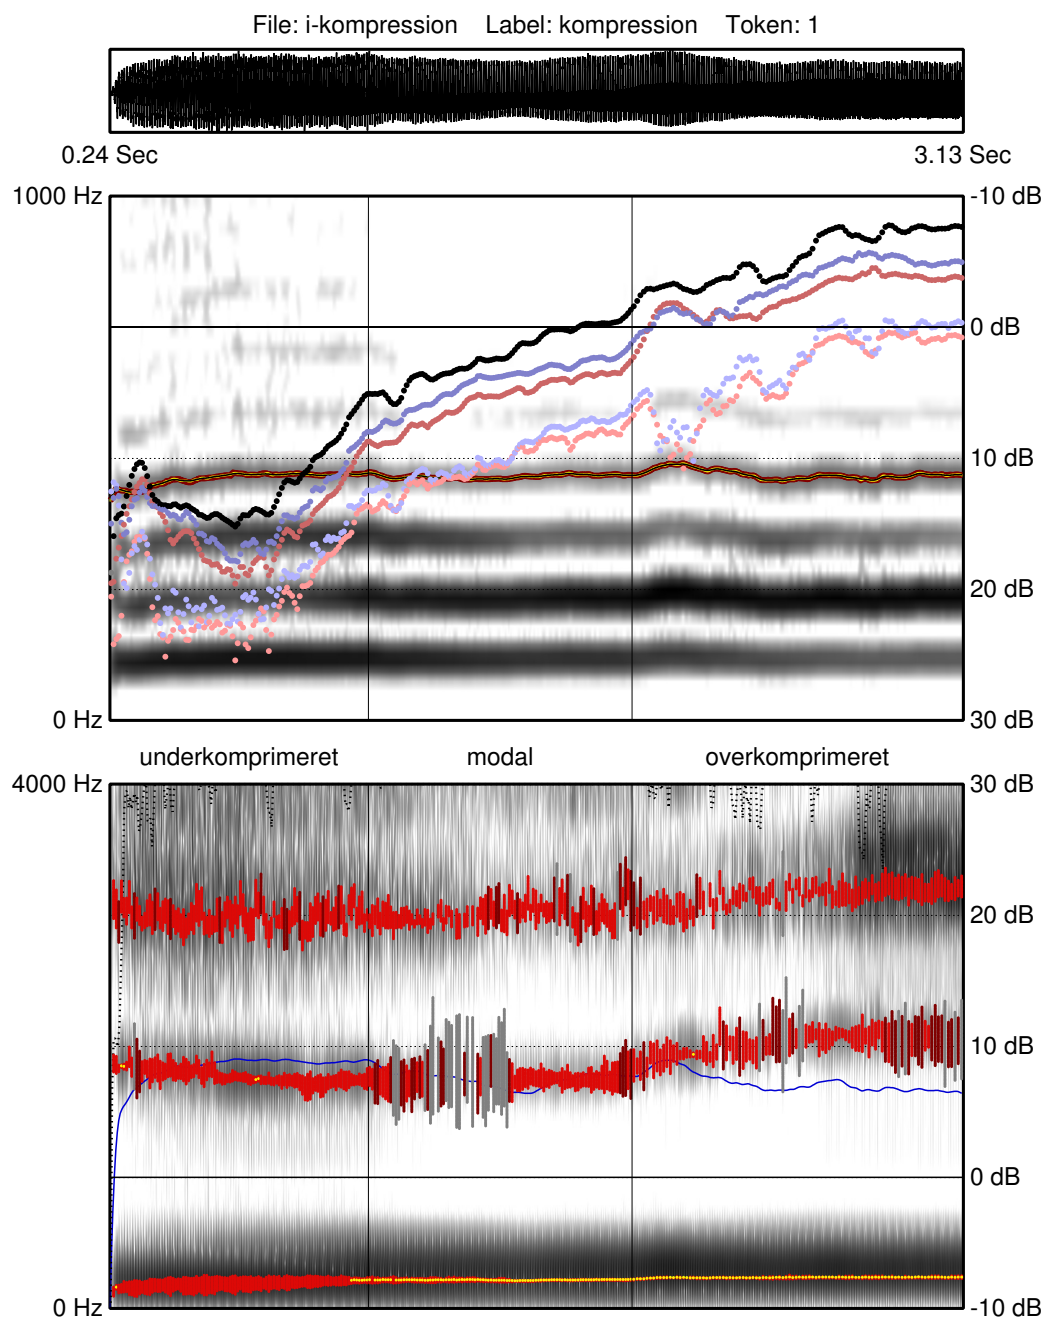 File: i-kompression Label: kompression Token: 1
0.24 Sec 3.13 Sec
1000 Hz -10 dB
0 dB
10 dB
20 dB
0 Hz 30 dB
underkomprimeret modal overkomprimeret
4000 Hz 30 dB
20 dB
10 dB
0 dB
0 Hz -10 dB